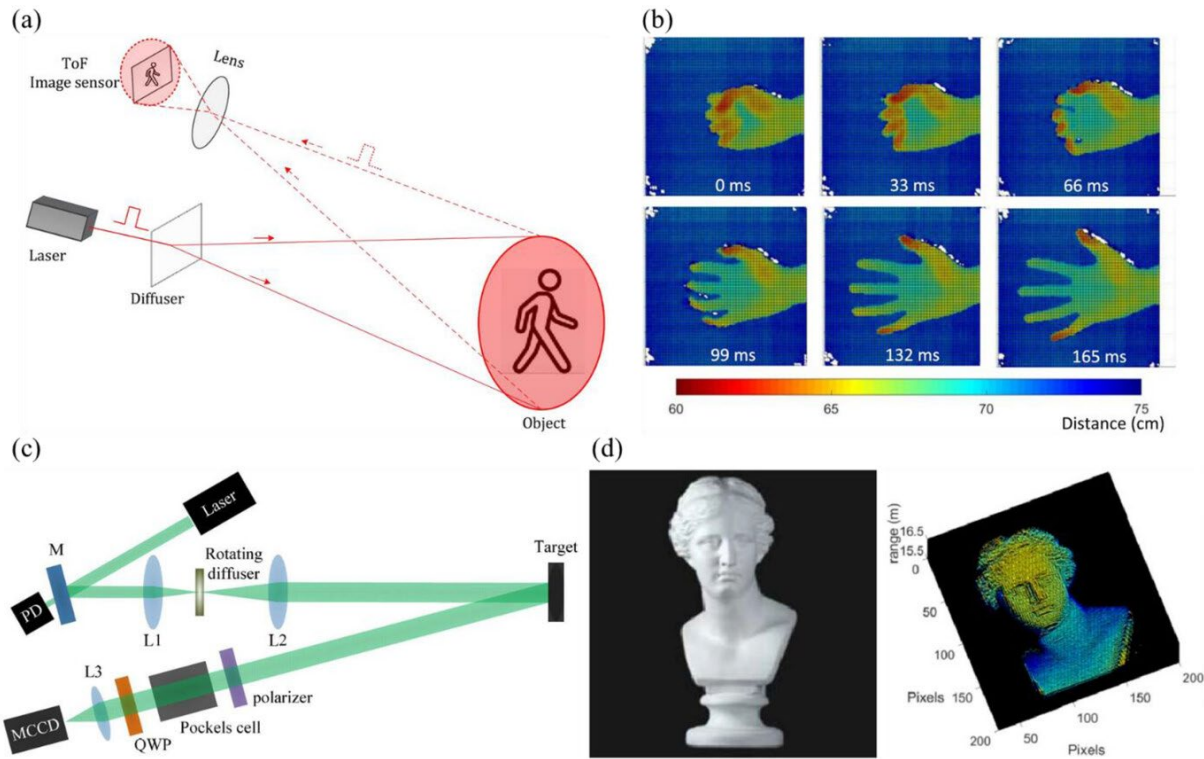 (a)
ToF
Image sensor
Lens
Laser
Diffuser
Object
(b)
0 ms
33 ms
66 ms
99 ms
132 ms
165 ms
60
65
70
75
Distance (cm)
(c)
Laser
M
PD
L1
Rotating
diffuser
L2
Target
L3
MCCD
QWP
Pockels cell
polarizer
(d)
range (m)
16.5
15.5
0
50
100
Pixels 150
200
50
100
150
200
Pixels